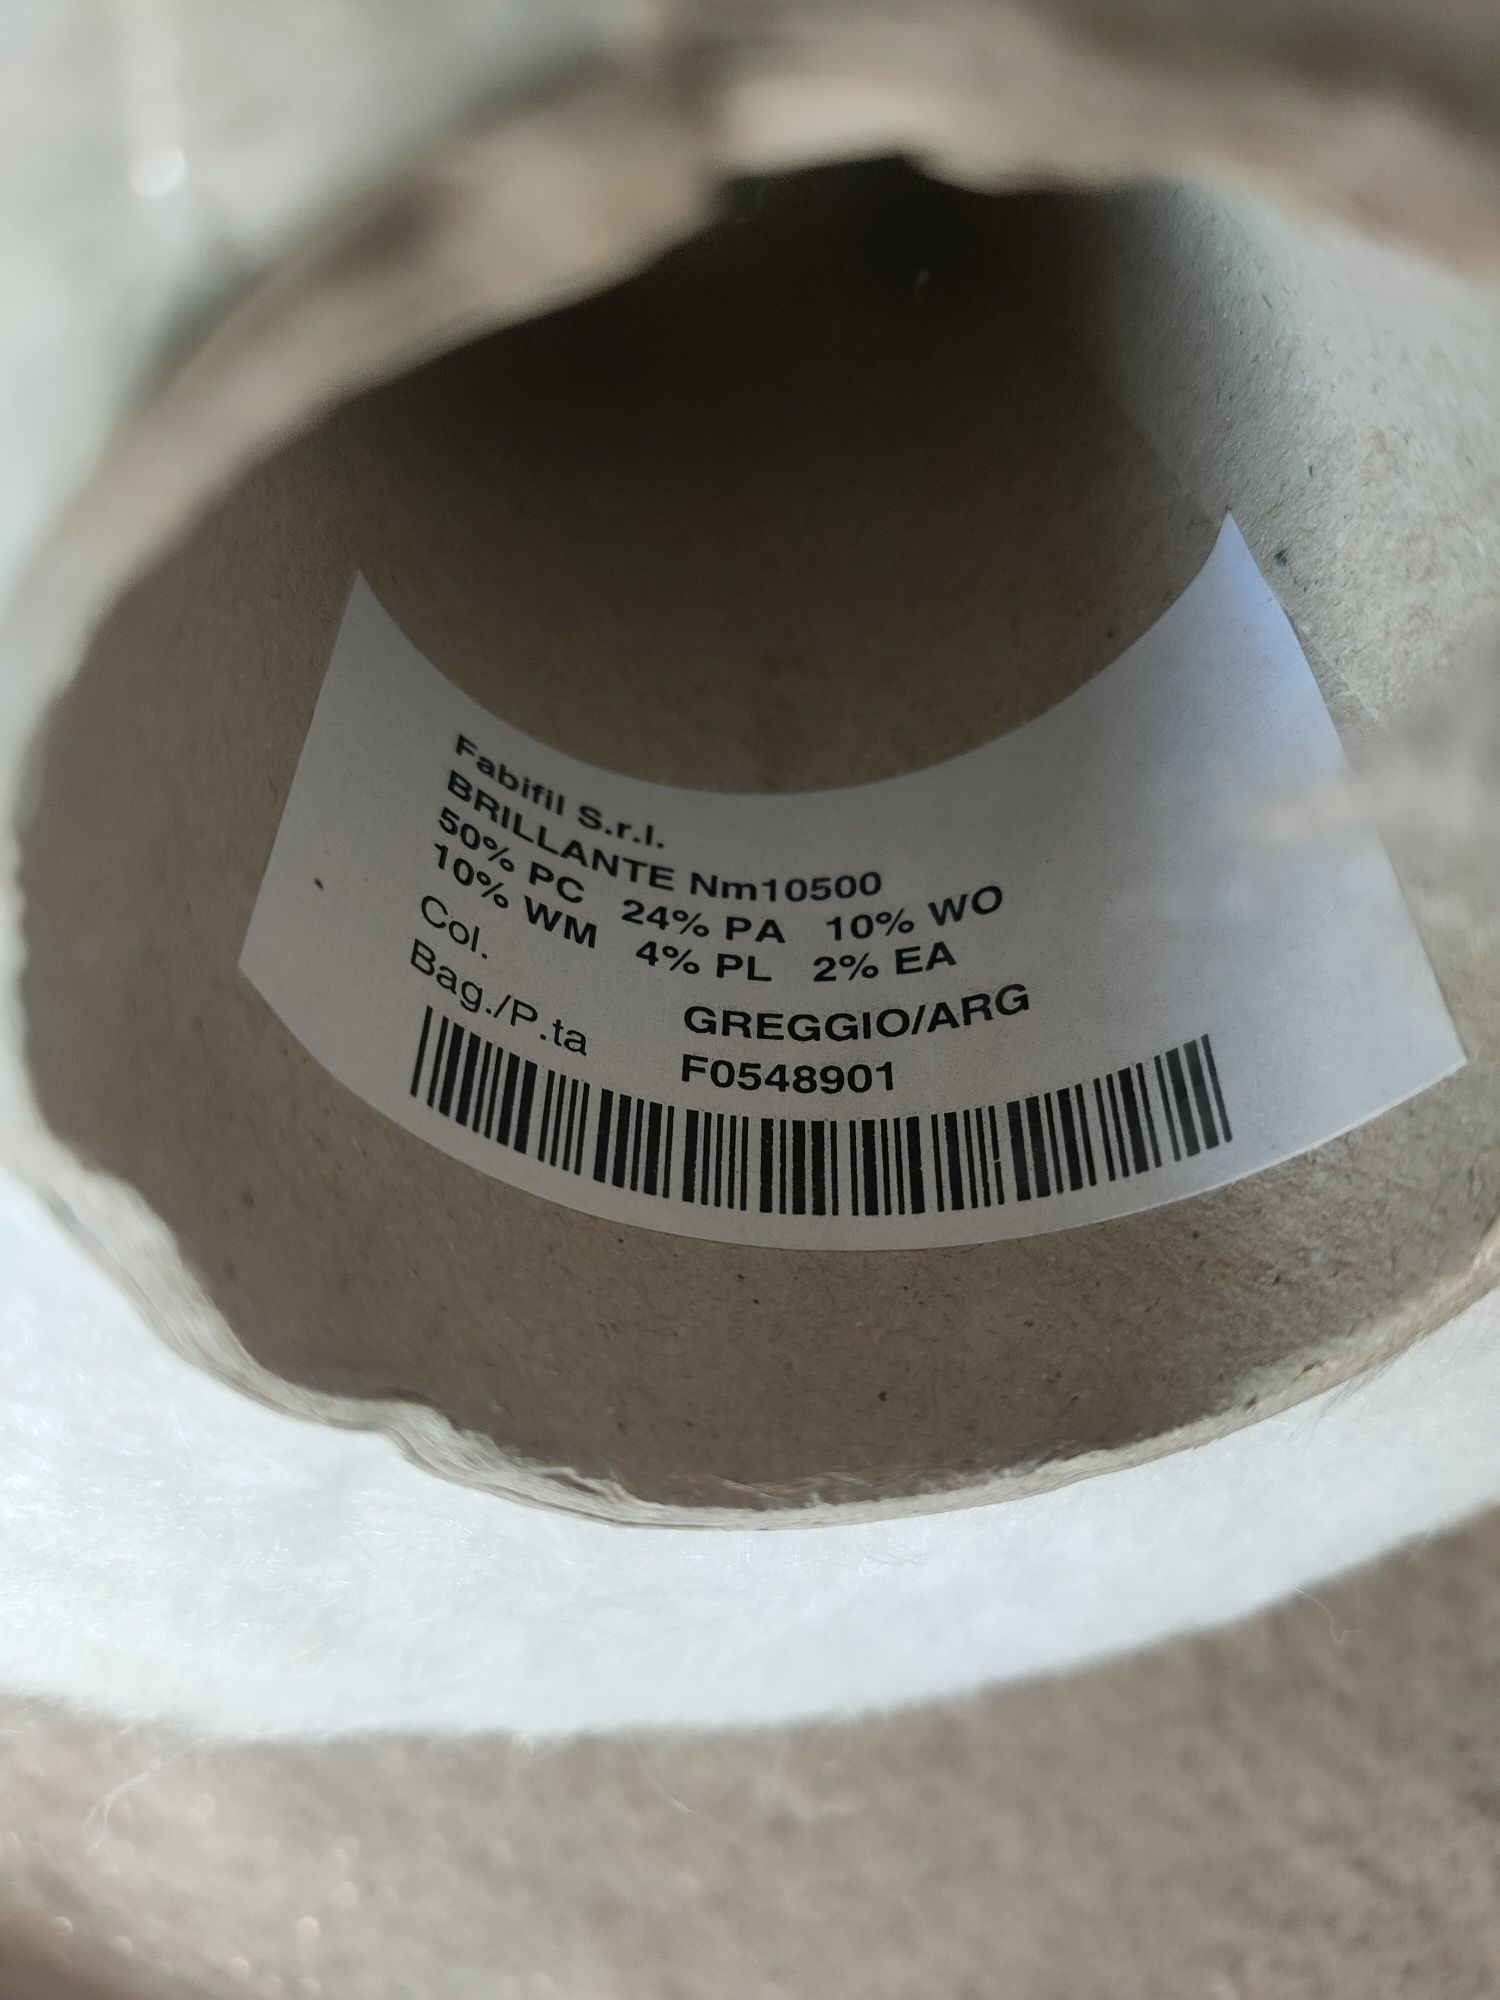 Fabifil S.r.l.
BRILLANTE Nm10500
50% PC 24% PA 10% WO
10% WM 4% PL 2% EA
Col. GREGGIO/ARG
Bag./P.ta F0548901